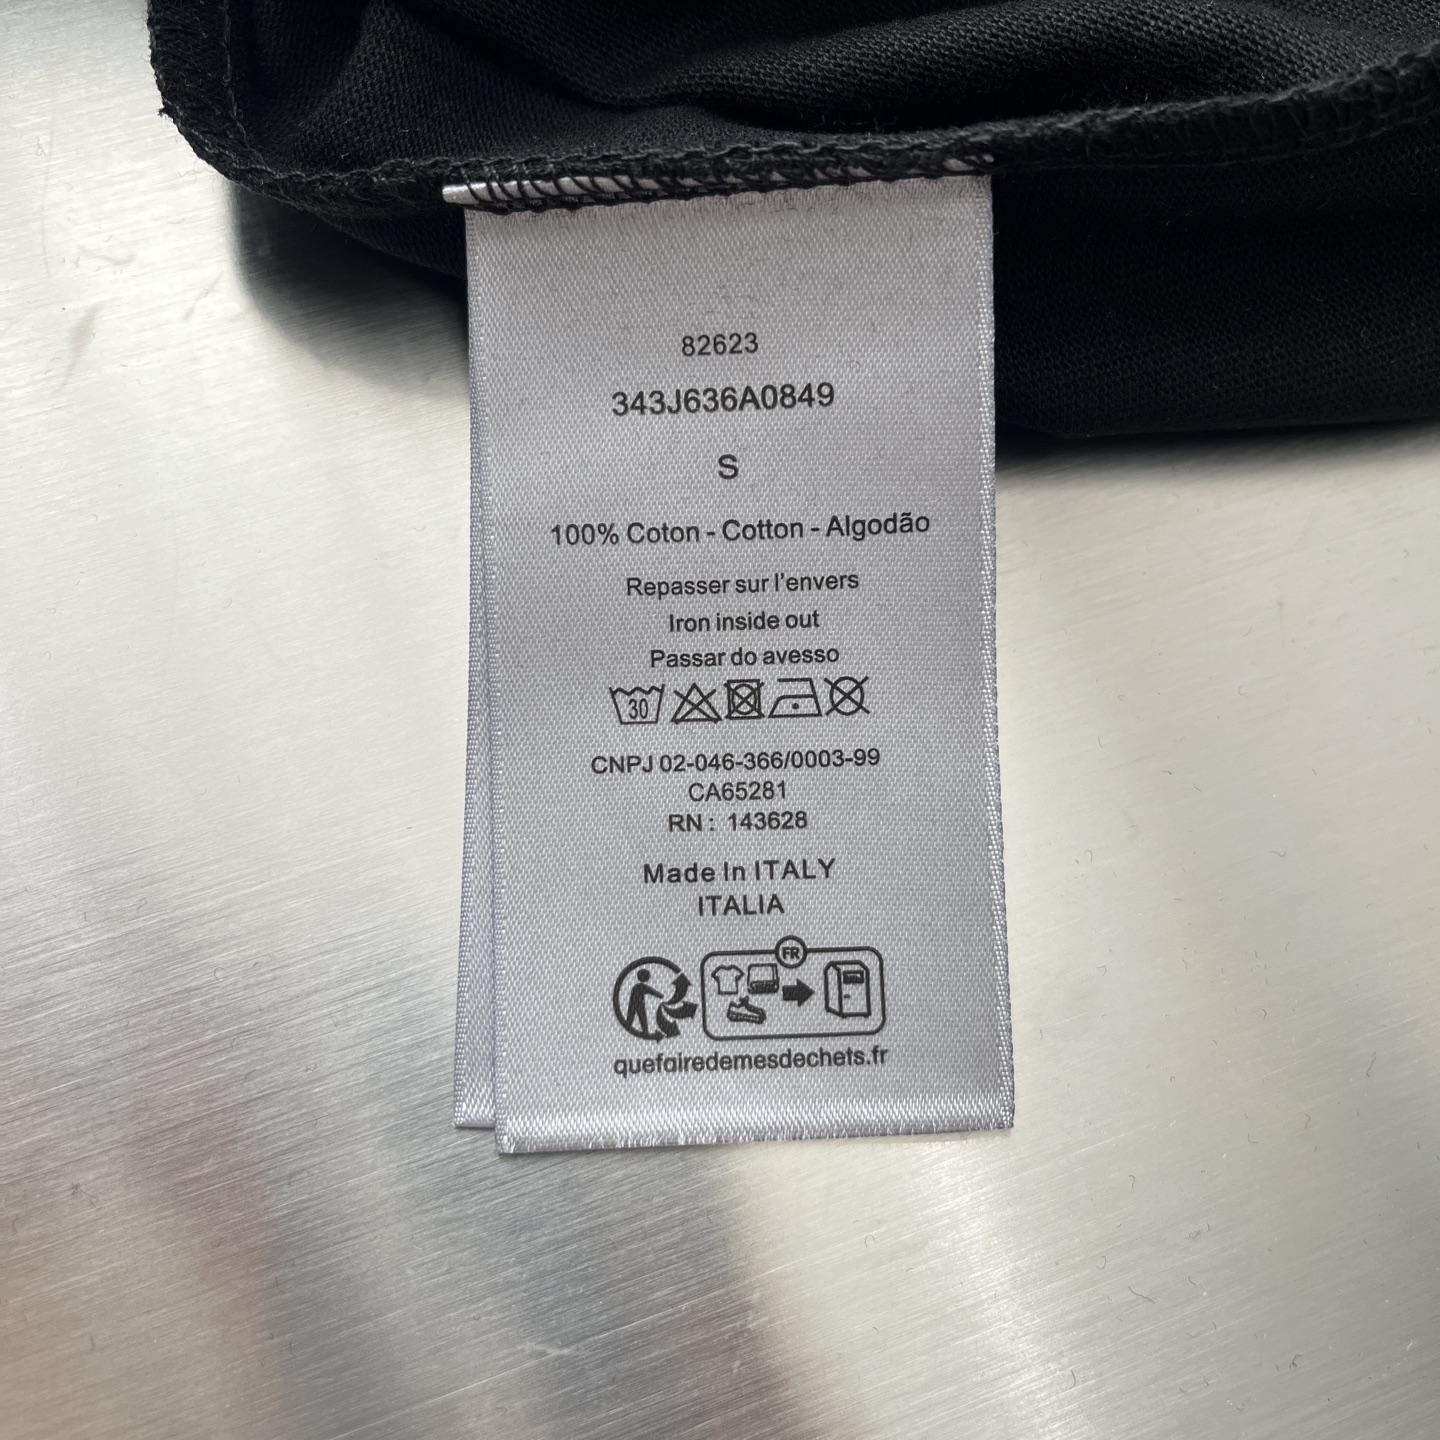 82623
343J636A0849
S
100% Coton - Cotton - Algodão
Repasser sur l'envers
Iron inside out
Passar do avesso
30
CNPJ 02-046-366/0003-99
CA65281
RN : 143628
Made In ITALY
ITALIA
FR
quefairedemesdechets.fr